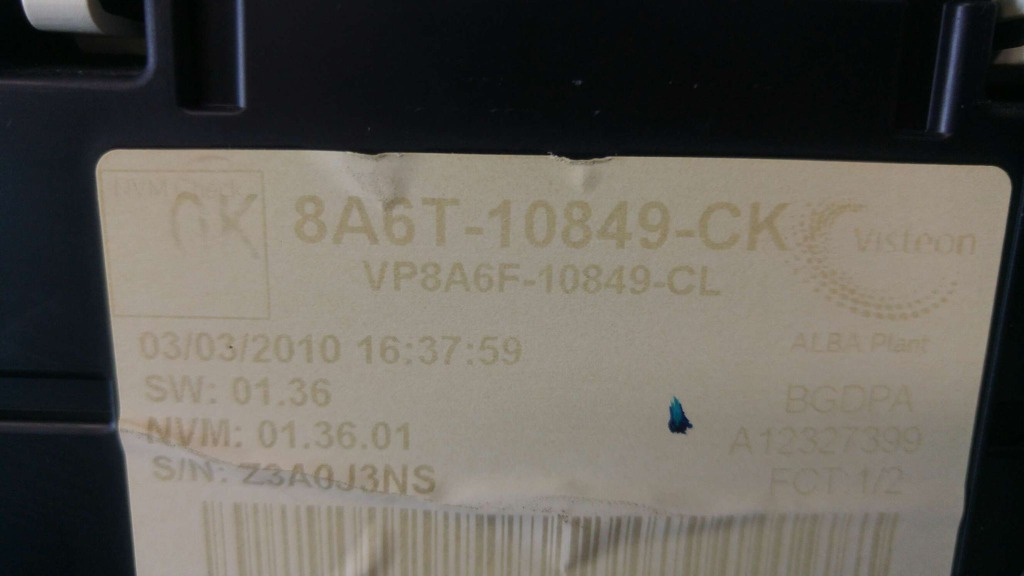 OK
8A6T-10849-CK
VP8A6F-10849-CL
Visteon
ALBA Plant
03/03/2010 16:37:59
SW: 01.36
NVM: 01.36.01
S/N: Z3A0J3NS
BGDPA
A12327399
FCT 1/2